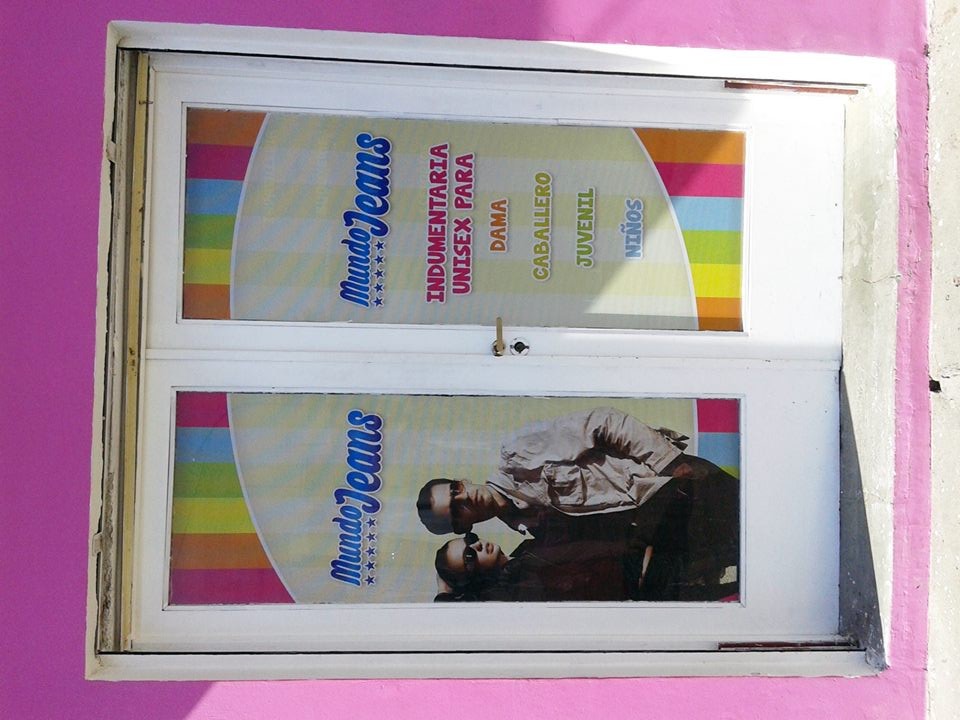 Mundo Jeans
Mundo Jeans
INDUMENTARIA
UNISEX PARA
DAMA
CABALLERO
JUVENIL
NIÑOS